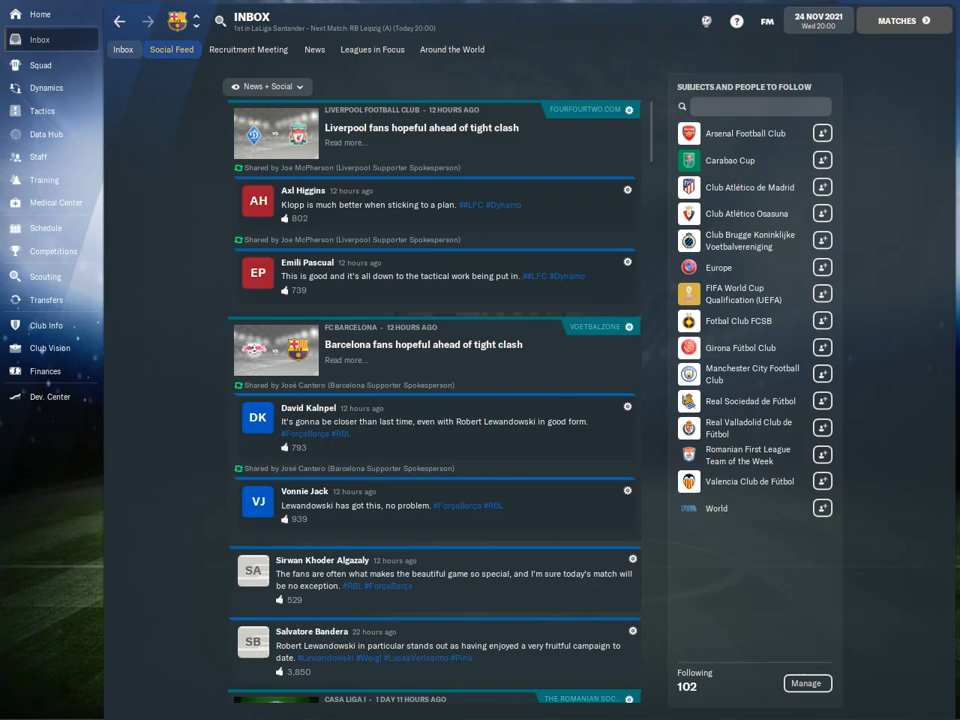 Home
INBOX
1st in LaLiga Santander - Next Match: RB Leipzig (A) (Today 20:00)
?
FM
24 NOV 2021
Wed 20:00
MATCHES
Inbox
Social Feed
Recruitment Meeting
News
Leagues in Focus
Around the World
Inbox
Squad
Dynamics
Tactics
Data Hub
Staff
Training
Medical Center
Schedule
Competitions
Scouting
Transfers
Club Info
Club Vision
Finances
Dev. Center
News + Social
LIVERPOOL FOOTBALL CLUB - 12 HOURS AGO
FOURFOURTWO.COM
Liverpool fans hopeful ahead of tight clash
Read more...
VS
Shared by Joe McPherson (Liverpool Supporter Spokesperson)
AH
Axl Higgins 12 hours ago
Klopp is much better when sticking to a plan. ##LFC #Dynamo
802
Shared by Joe McPherson (Liverpool Supporter Spokesperson)
EP
Emili Pascual 12 hours ago
This is good and it's all down to the tactical work being put in. ##LFC #Dynamo
739
FC BARCELONA - 12 HOURS AGO
VOETBALZONE
Barcelona fans hopeful ahead of tight clash
Read more...
VS
Shared by José Cantero (Barcelona Supporter Spokesperson)
DK
David Kalnpel 12 hours ago
It's gonna be closer than last time, even with Robert Lewandowski in good form.
#ForçaBarça #RBL
793
Shared by José Cantero (Barcelona Supporter Spokesperson)
VJ
Vonnie Jack 12 hours ago
Lewandowski has got this, no problem. #ForçaBarça #RBL
939
SA
Sirwan Khoder Algazaly 12 hours ago
The fans are often what makes the beautiful game so special, and I'm sure today's match will
be no exception. #RBL #ForçaBarça
529
SB
Salvatore Bandera 22 hours ago
Robert Lewandowski in particular stands out as having enjoyed a very fruitful campaign to
date. #Lewandowski #Weigl #LucasVeríssimo #Pina
3,850
CASA LIGA I - 1 DAY 11 HOURS AGO
THE ROMANIAN SOC...
SUBJECTS AND PEOPLE TO FOLLOW
Arsenal Football Club
Carabao Cup
Club Atlético de Madrid
Club Atlético Osasuna
Club Brugge Koninklijke
Voetbalvereniging
Europe
FIFA World Cup
Qualification (UEFA)
Fotbal Club FCSB
Girona Fútbol Club
Manchester City Football
Club
Real Sociedad de Fútbol
Real Valladolid Club de
Fútbol
Romanian First League
Team of the Week
Valencia Club de Fútbol
FIFA
World
Following
102
Manage